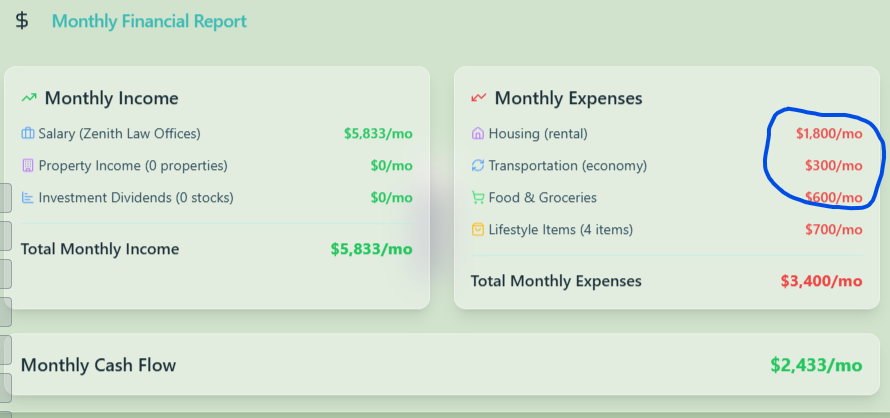 $ Monthly Financial Report
Monthly Income
Salary (Zenith Law Offices) $5,833/mo
Property Income (0 properties) $0/mo
Investment Dividends (0 stocks) $0/mo
Total Monthly Income $5,833/mo
Monthly Expenses
Housing (rental) $1,800/mo
Transportation (economy) $300/mo
Food & Groceries $600/mo
Lifestyle Items (4 items) $700/mo
Total Monthly Expenses $3,400/mo
Monthly Cash Flow $2,433/mo